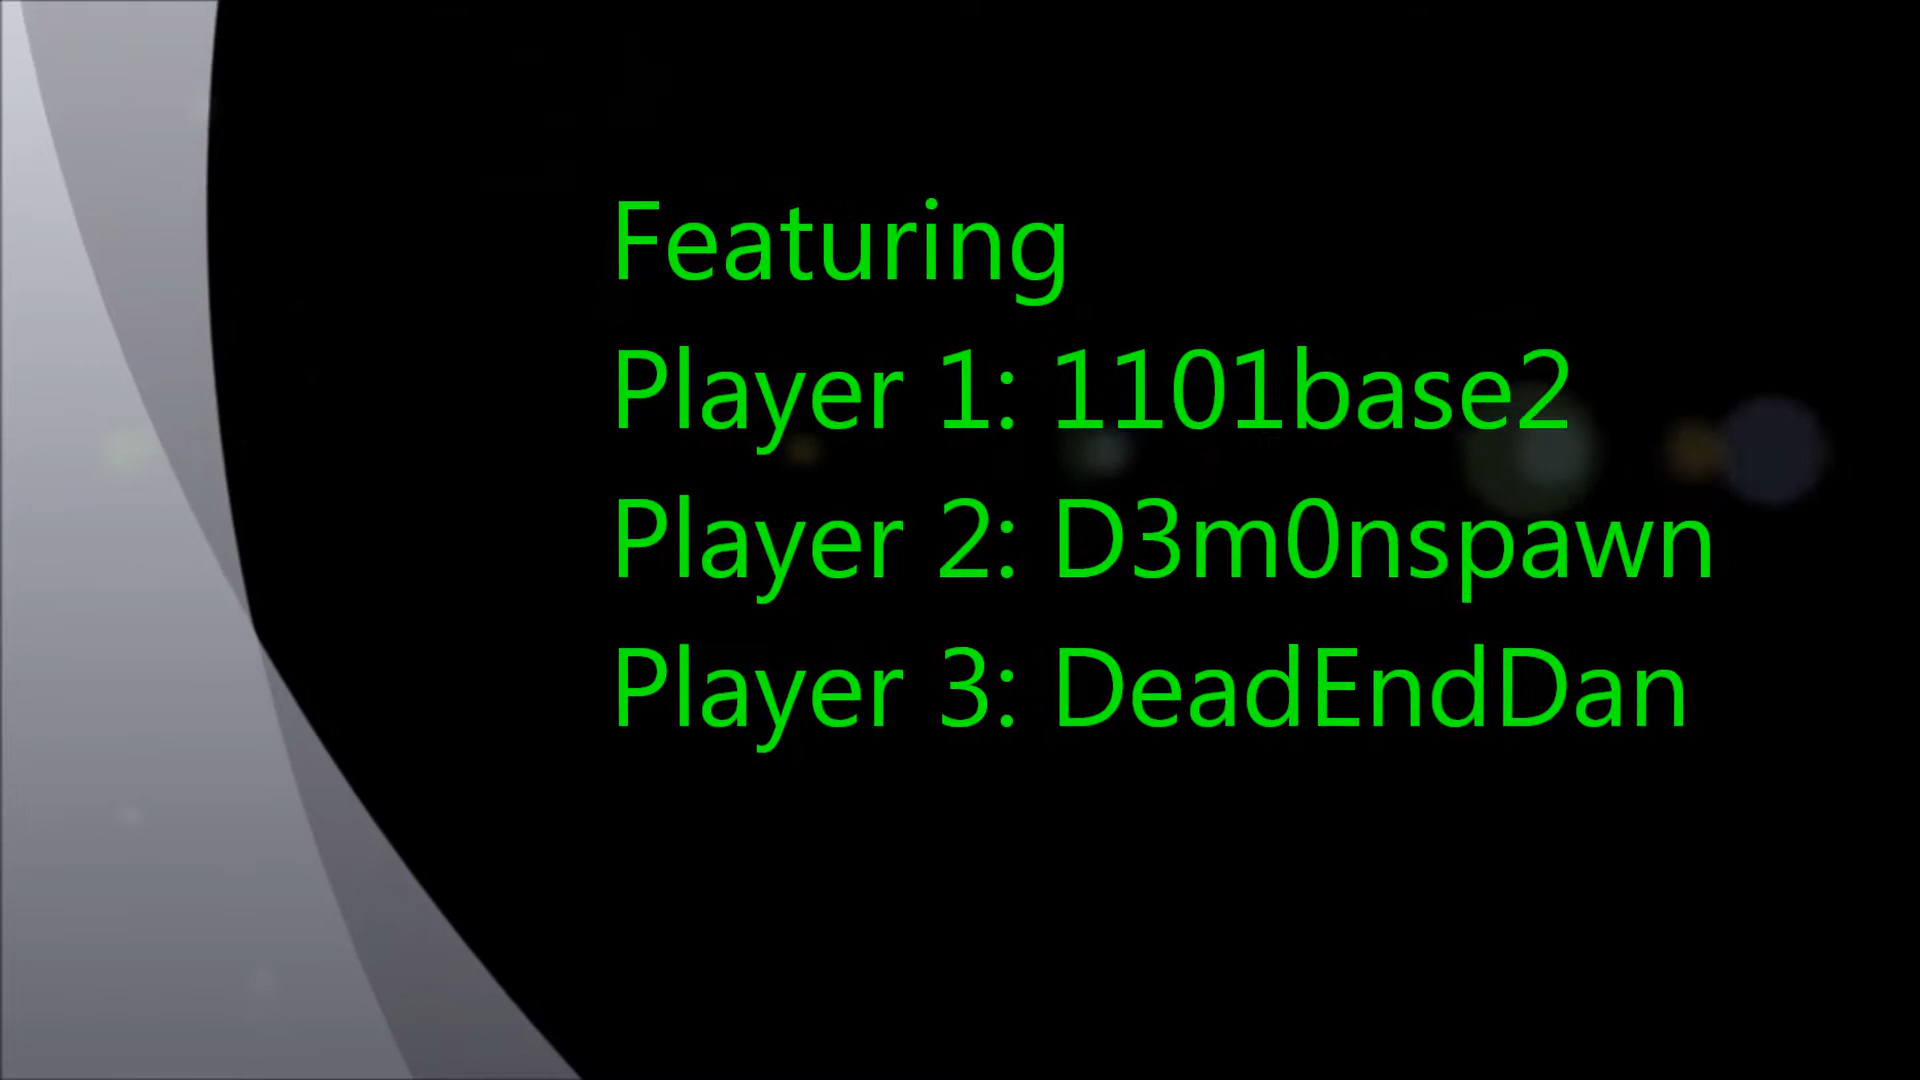 Featuring
Player 1: 1101base2
Player 2: D3m0nspawn
Player 3: DeadEndDan